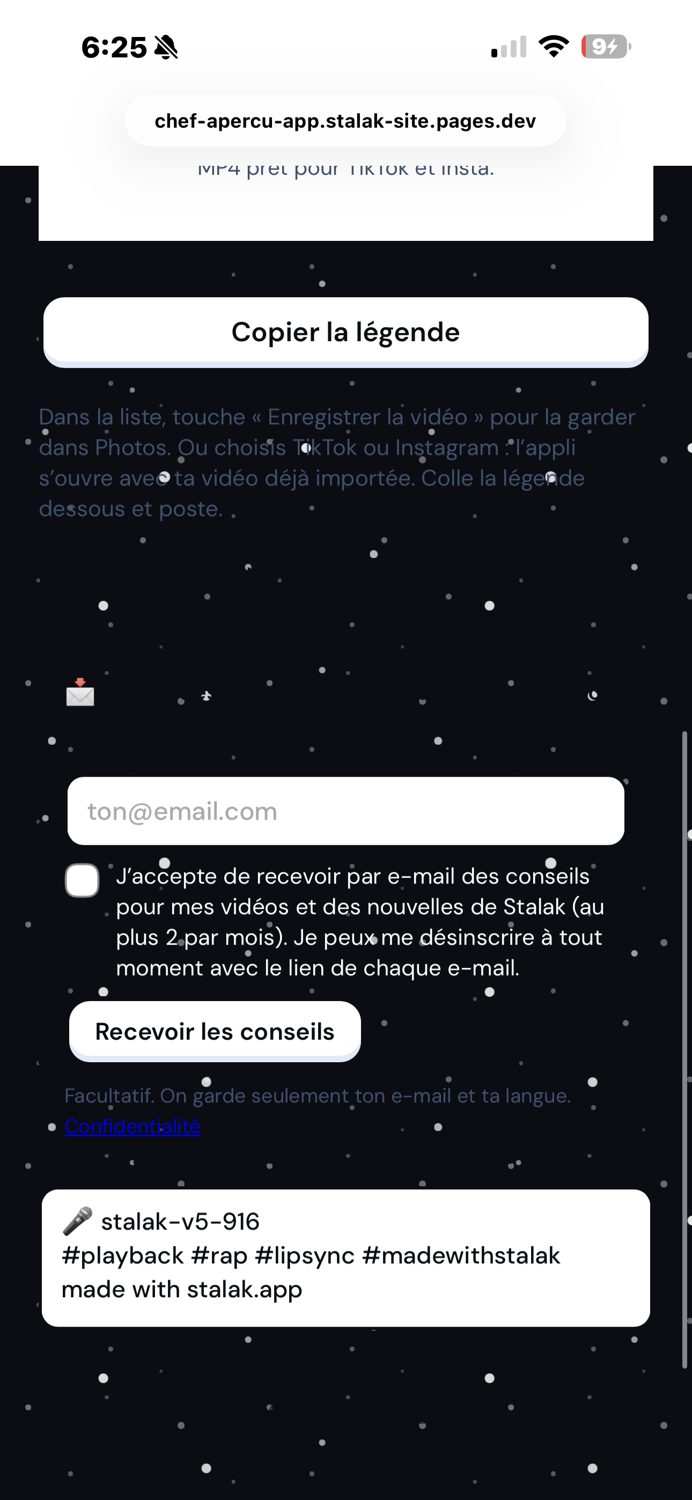 6:25
9
chef-apercu-app.stalak-site.pages.dev
MP4 prêt pour TikTok et Insta.
Copier la légende
Dans la liste, touche « Enregistrer la vidéo » pour la garder
dans Photos. Ou choisis TikTok ou Instagram : l’appli
s’ouvre avec ta vidéo déjà importée. Colle la légende
dessous et poste.
ton@email.com
J’accepte de recevoir par e-mail des conseils
pour mes vidéos et des nouvelles de Stalak (au
plus 2 par mois). Je peux me désinscrire à tout
moment avec le lien de chaque e-mail.
Recevoir les conseils
Facultatif. On garde seulement ton e-mail et ta langue.
Confidentialité
🎤 stalak-v5-916
#playback #rap #lipsync #madewithstalak
made with stalak.app